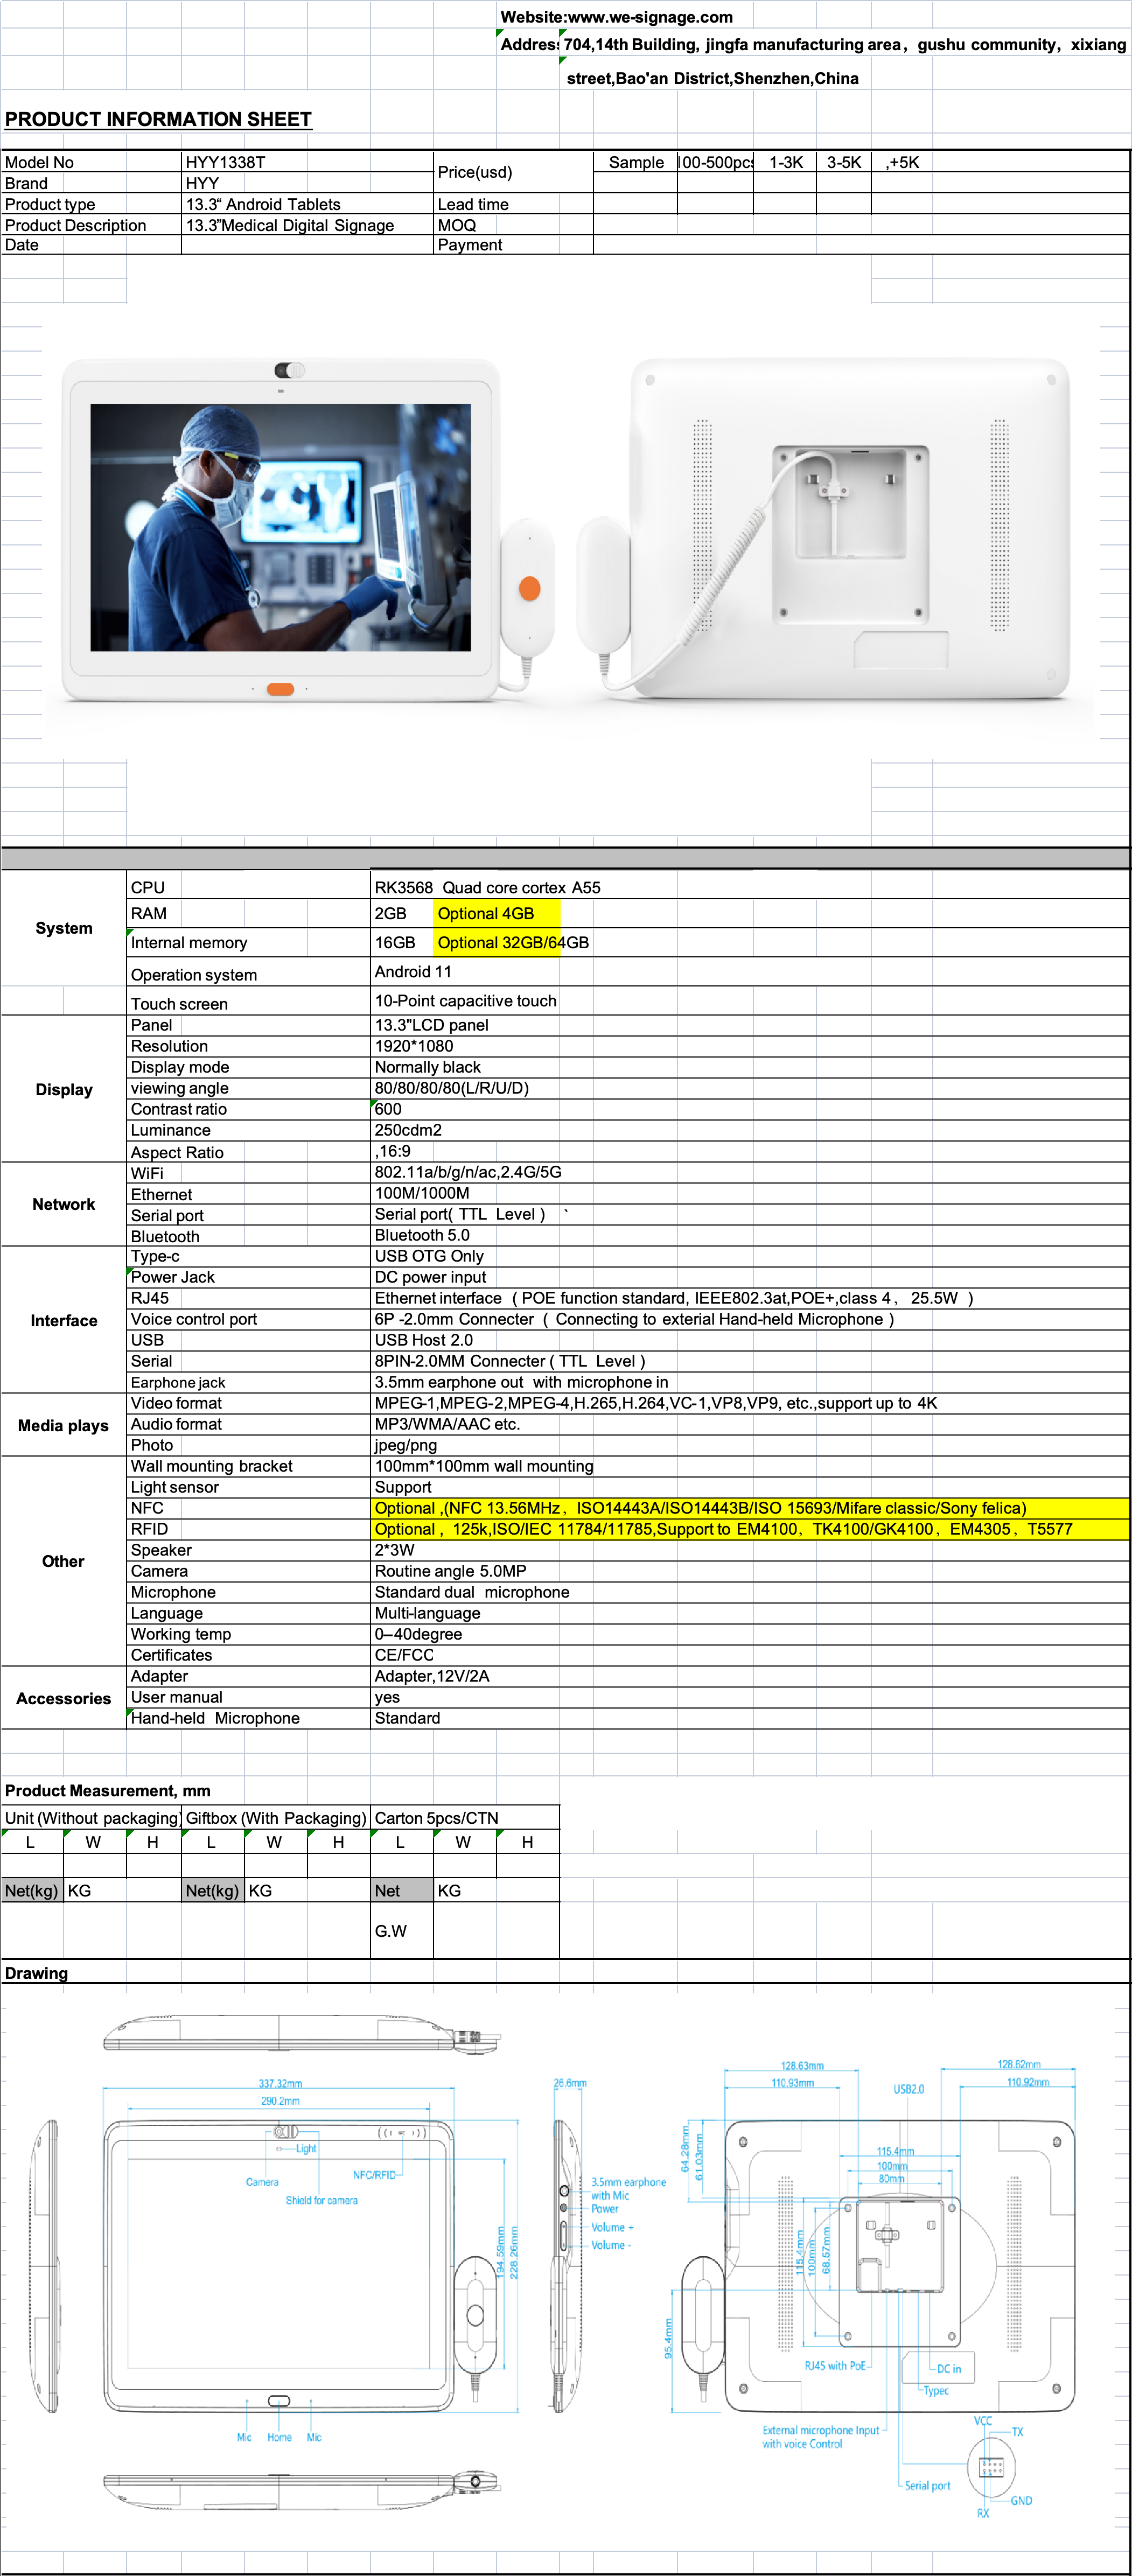 Website:www.we-signage.com
Address 704,14th Building, jingfa manufacturing area，gushu community，xixiang
street,Bao'an District,Shenzhen,China
PRODUCT INFORMATION SHEET
Model No HYY1338T Price(usd) Sample 100-500pcs 1-3K 3-5K ,+5K
Brand HYY
Product type 13.3“ Android Tablets Lead time
Product Description 13.3”Medical Digital Signage MOQ
Date Payment
System
CPU RK3568 Quad core cortex A55
RAM 2GB Optional 4GB
Internal memory 16GB Optional 32GB/64GB
Operation system Android 11
Touch screen 10-Point capacitive touch
Display
Panel 13.3"LCD panel
Resolution 1920*1080
Display mode Normally black
viewing angle 80/80/80/80(L/R/U/D)
Contrast ratio 600
Luminance 250cdm2
Aspect Ratio ,16:9
Network
WiFi 802.11a/b/g/n/ac,2.4G/5G
Ethernet 100M/1000M
Serial port Serial port( TTL Level ) `
Bluetooth Bluetooth 5.0
Interface
Type-c USB OTG Only
Power Jack DC power input
RJ45 Ethernet interface （POE function standard, IEEE802.3at,POE+,class 4， 25.5W ）
Voice control port 6P -2.0mm Connecter （ Connecting to exterial Hand-held Microphone ）
USB USB Host 2.0
Serial 8PIN-2.0MM Connecter ( TTL Level )
Earphone jack 3.5mm earphone out with microphone in
Media plays
Video format MPEG-1,MPEG-2,MPEG-4,H.265,H.264,VC-1,VP8,VP9, etc.,support up to 4K
Audio format MP3/WMA/AAC etc.
Photo jpeg/png
Other
Wall mounting bracket 100mm*100mm wall mounting
Light sensor Support
NFC Optional ,(NFC 13.56MHz，ISO14443A/ISO14443B/ISO 15693/Mifare classic/Sony felica)
RFID Optional，125k,ISO/IEC 11784/11785,Support to EM4100，TK4100/GK4100，EM4305，T5577
Speaker 2*3W
Camera Routine angle 5.0MP
Microphone Standard dual microphone
Language Multi-language
Working temp 0--40degree
Certificates CE/FCC
Accessories
Adapter Adapter,12V/2A
User manual yes
Hand-held Microphone Standard
Product Measurement, mm
Unit (Without packaging) Giftbox (With Packaging) Carton 5pcs/CTN
L W H L W H L W H
Net(kg) KG Net(kg) KG Net KG
G.W
Drawing
337.32mm
290.2mm
Light
Camera
NFC/RFID
Shield for camera
194.59mm
228.26mm
Mic Home Mic
26.6mm
3.5mm earphone
with Mic
Power
Volume +
Volume -
128.63mm 128.62mm
110.93mm 110.92mm
USB2.0
64.28mm
61.03mm
115.4mm
100mm
80mm
115.4mm
100mm
68.57mm
95.4mm
RJ45 with PoE
DC in
Typec
External microphone Input
with voice Control
Serial port
VCC
TX
GND
RX